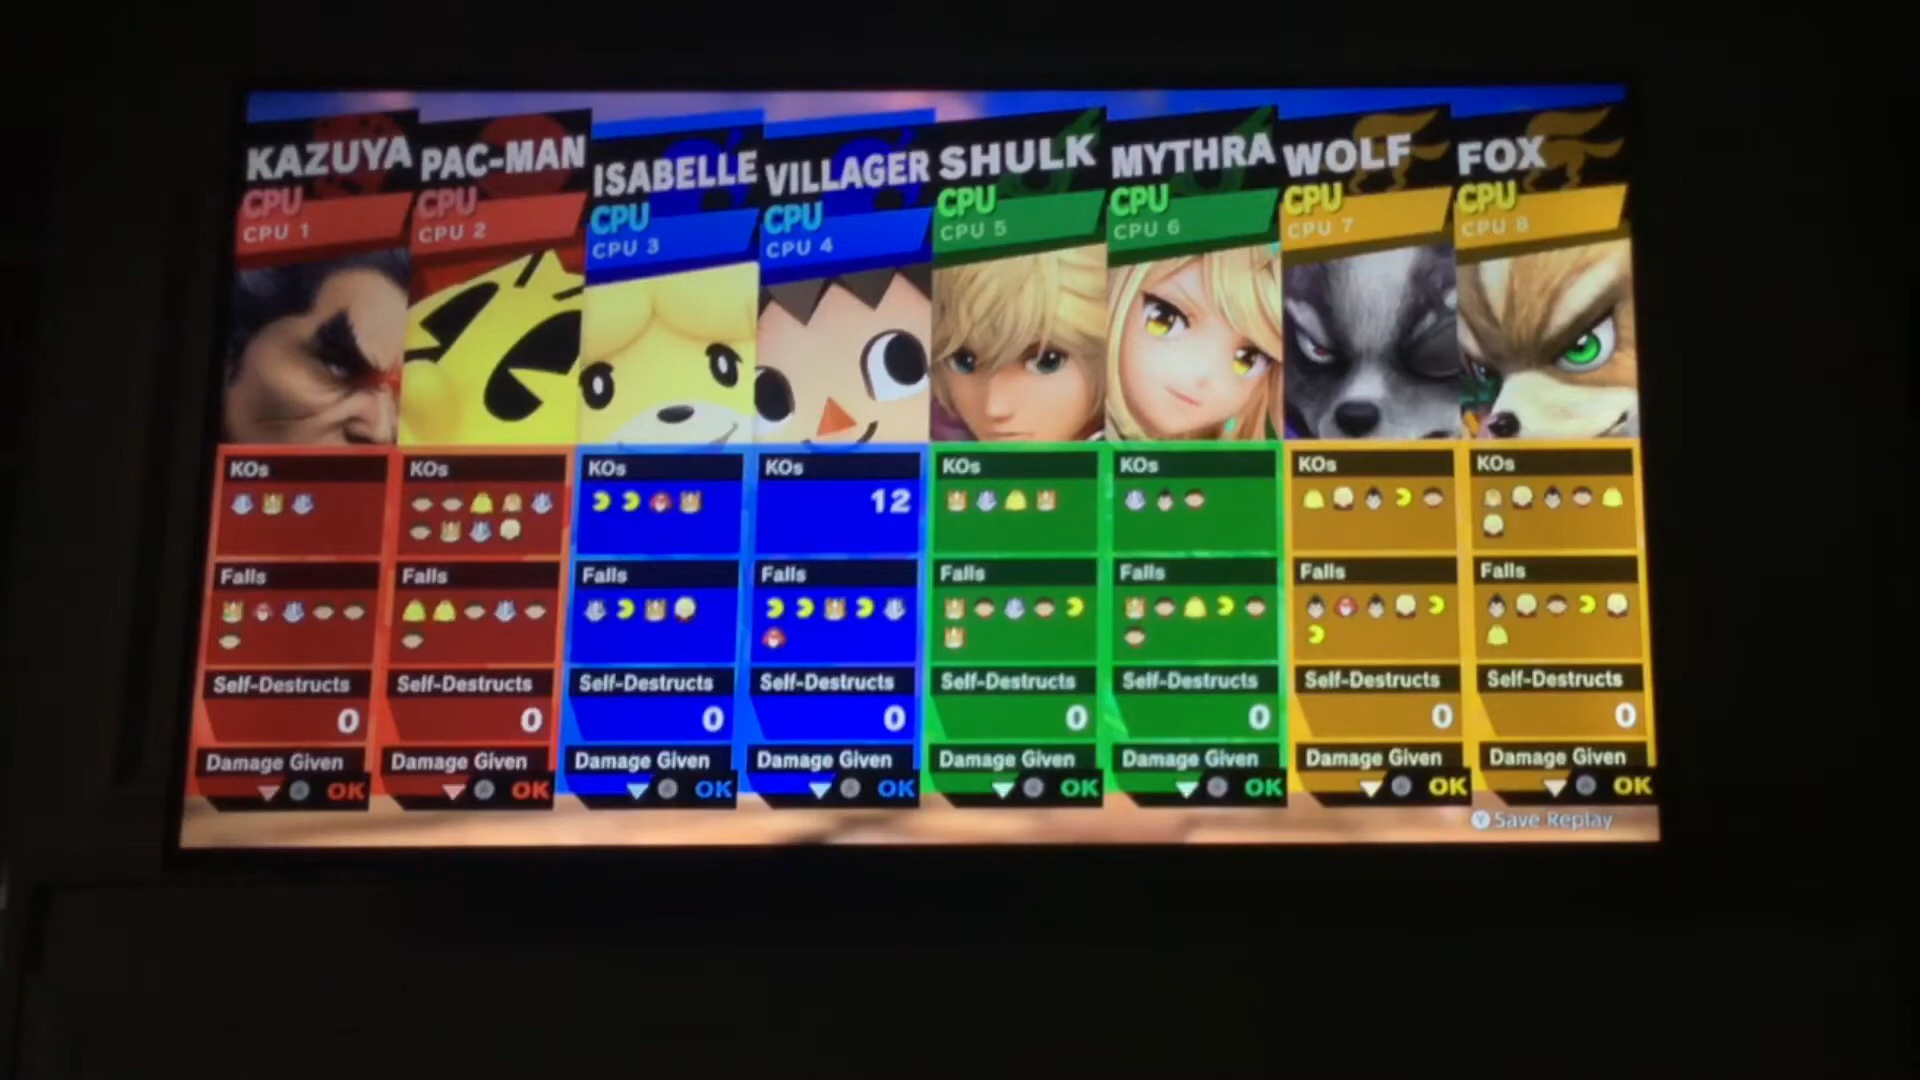 KAZUYA PAC-MAN ISABELLE VILLAGER SHULK MYTHRA WOLF FOX
CPU CPU CPU CPU CPU CPU CPU CPU
CPU 1 CPU 2 CPU 3 CPU 4 CPU 5 CPU 6 CPU 7 CPU 8
KOs KOs KOs KOs KOs KOs KOs KOs
12
Falls Falls Falls Falls Falls Falls Falls Falls
Self-Destructs Self-Destructs Self-Destructs Self-Destructs Self-Destructs Self-Destructs Self-Destructs Self-Destructs
0 0 0 0 0 0 0 0
Damage Given Damage Given Damage Given Damage Given Damage Given Damage Given Damage Given Damage Given
A OK A OK A OK A OK A OK A OK A OK A OK
Y Save Replay